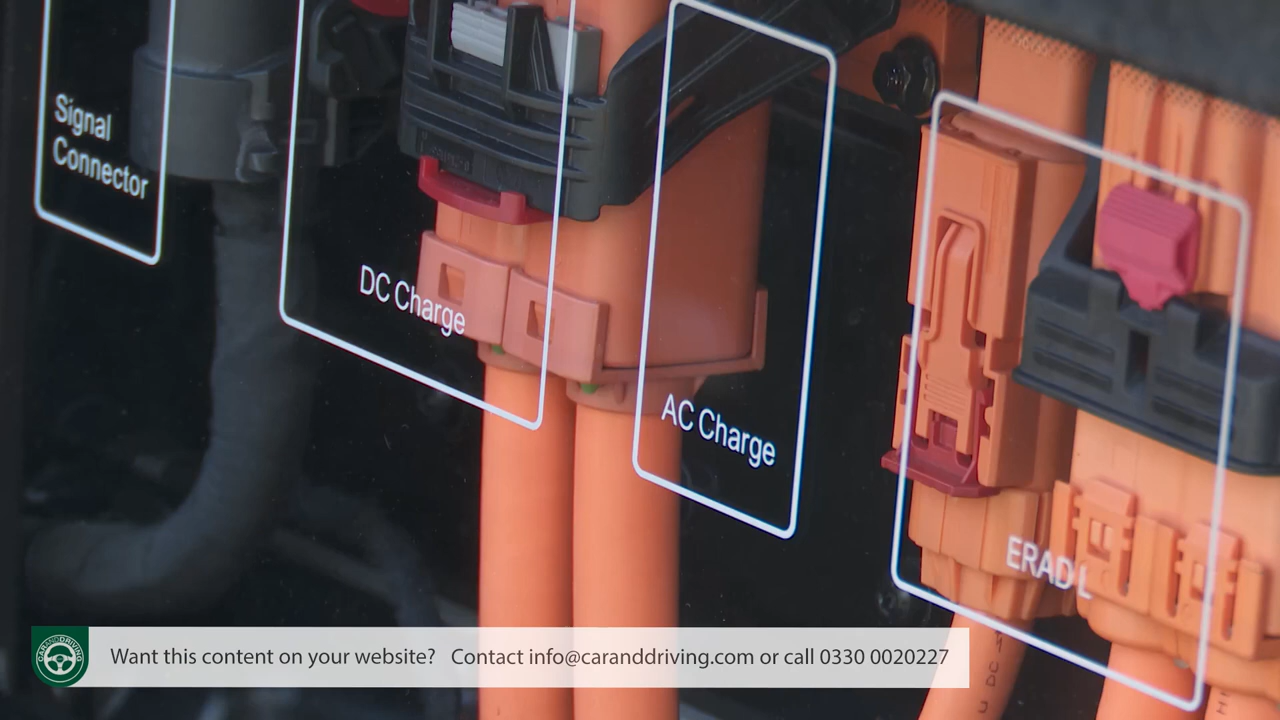 Signal
Connector
DC Charge
AC Charge
ERAD L
CARANDDRIVING
Want this content on your website? Contact info@caranddriving.com or call 0330 0020227